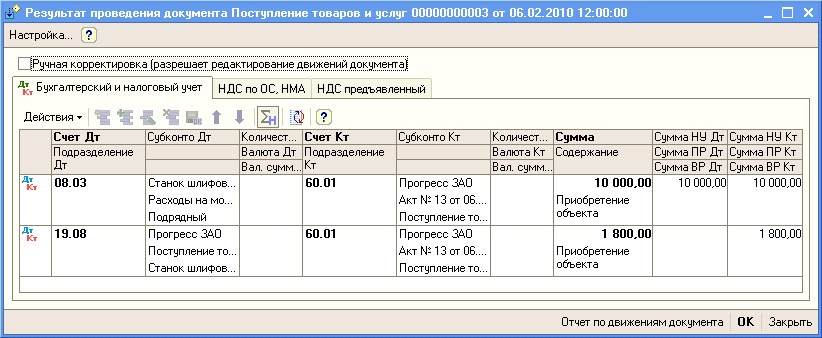 Результат проведения документа Поступление товаров и услуг 00000000003 от 06.02.2010 12:00:00
Настройка... ?
Ручная корректировка (разрешает редактирование движений документа)
Дт Кт Бухгалтерский и налоговый учет НДС по ОС, НМА НДС предъявленный
Действия ?
Счет Дт Субконто Дт Количест... Счет Кт Субконто Кт Количест... Сумма Сумма НУ Дт Сумма НУ Кт
Подразделение Дт Валюта Дт Подразделение Кт Валюта Кт Содержание Сумма ПР Дт Сумма ПР Кт
Вал. сумм... Вал. сумм... Сумма ВР Дт Сумма ВР Кт
Дт Кт 08.03 Станок шлифов... 60.01 Прогресс ЗАО 10 000,00 10 000,00 10 000,00
Расходы на мо... Акт № 13 от 06.... Приобретение
Подрядный Поступление то... объекта
Дт Кт 19.08 Прогресс ЗАО 60.01 Прогресс ЗАО 1 800,00 1 800,00
Поступление то... Акт № 13 от 06.... Приобретение
Станок шлифов... Поступление то... объекта
Отчет по движениям документа OK Закрыть